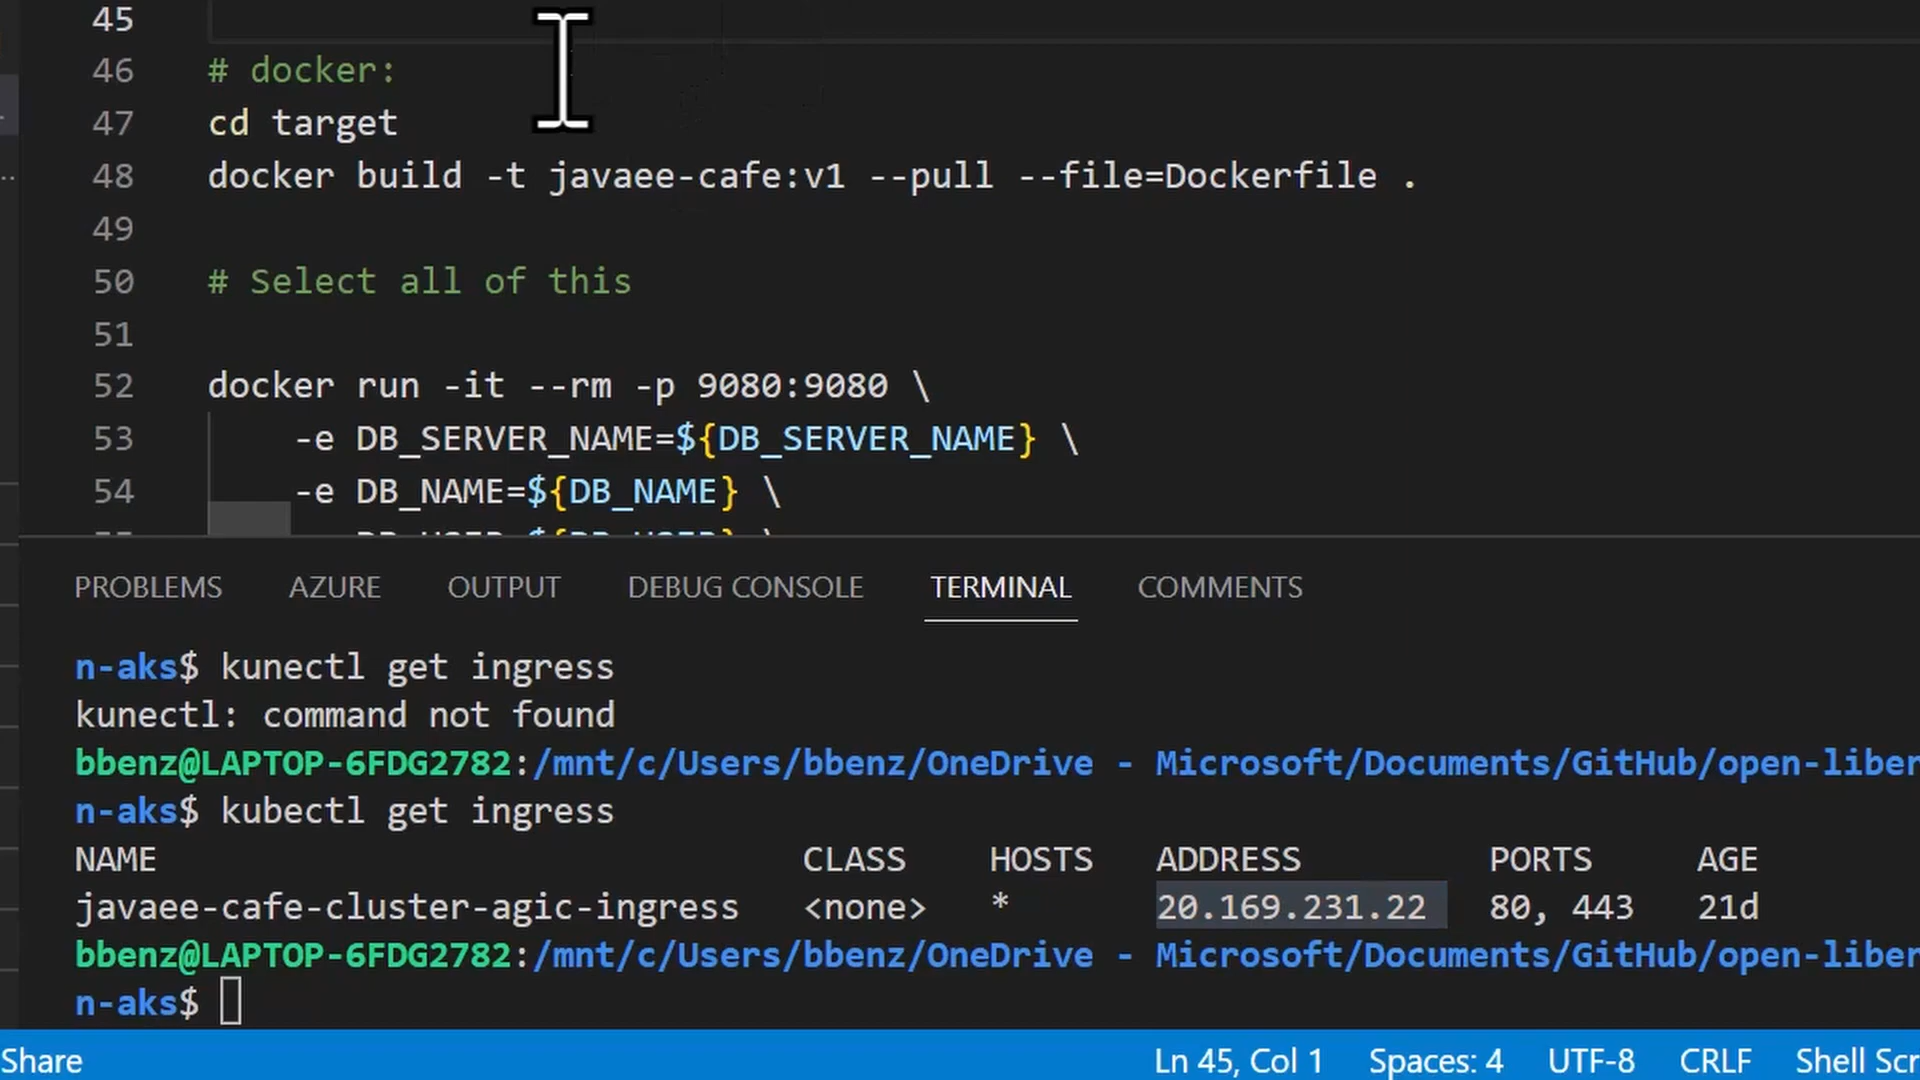 45
46 # docker:
47 cd target
48 docker build -t javaee-cafe:v1 --pull --file=Dockerfile .
49
50 # Select all of this
51
52 docker run -it --rm -p 9080:9080 \
53 -e DB_SERVER_NAME=${DB_SERVER_NAME} \
54 -e DB_NAME=${DB_NAME} \
PROBLEMS AZURE OUTPUT DEBUG CONSOLE TERMINAL COMMENTS
n-aks$ kunectl get ingress
kunectl: command not found
bbenz@LAPTOP-6FDG2782:/mnt/c/Users/bbenz/OneDrive - Microsoft/Documents/GitHub/open-liber
n-aks$ kubectl get ingress
NAME CLASS HOSTS ADDRESS PORTS AGE
javaee-cafe-cluster-agic-ingress <none> * 20.169.231.22 80, 443 21d
bbenz@LAPTOP-6FDG2782:/mnt/c/Users/bbenz/OneDrive - Microsoft/Documents/GitHub/open-liber
n-aks$
Share Ln 45, Col 1 Spaces: 4 UTF-8 CRLF Shell Scr